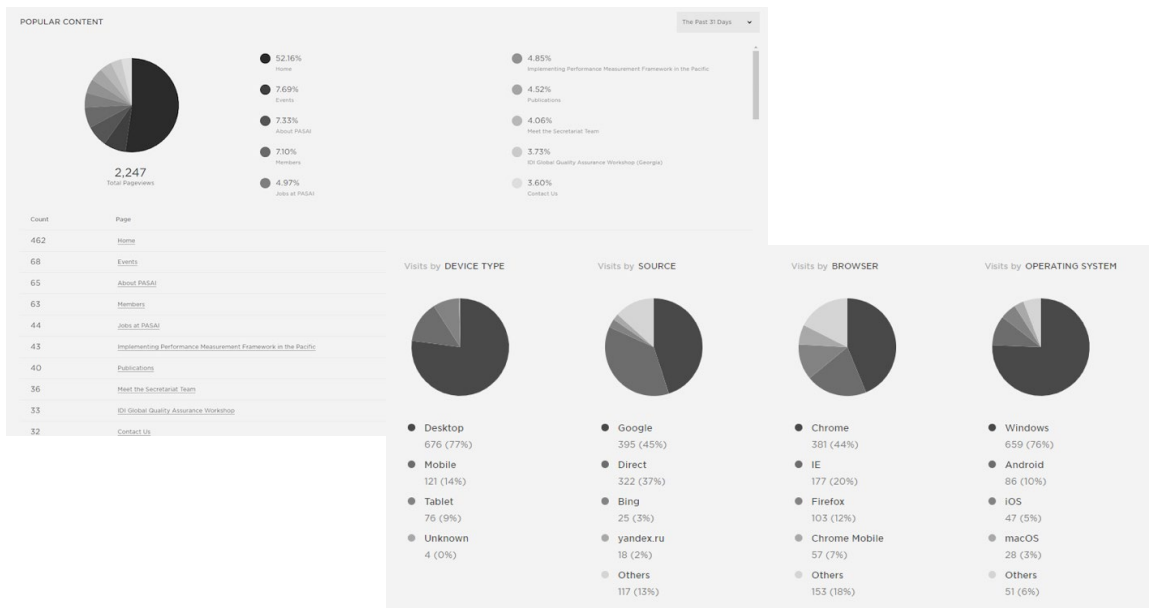 POPULAR CONTENT
The Past 31 Days
52.16%
Home
7.69%
Events
7.33%
About PASAI
7.10%
Members
4.97%
Jobs at PASAI
4.85%
Implementing Performance Measurement Framework in the Pacific
4.52%
Publications
4.06%
Meet the Secretariat Team
3.73%
IDI Global Quality Assurance Workshop (Georgia)
3.60%
Contact Us
2,247
Total Pageviews
Count Page
462 Home
68 Events
65 About PASAI
63 Members
44 Jobs at PASAI
43 Implementing Performance Measurement Framework in the Pacific
40 Publications
36 Meet the Secretariat Team
33 IDI Global Quality Assurance Workshop
32 Contact Us
Visits by DEVICE TYPE
Desktop
676 (77%)
Mobile
121 (14%)
Tablet
76 (9%)
Unknown
4 (0%)
Visits by SOURCE
Google
395 (45%)
Direct
322 (37%)
Bing
25 (3%)
yandex.ru
18 (2%)
Others
117 (13%)
Visits by BROWSER
Chrome
381 (44%)
IE
177 (20%)
Firefox
103 (12%)
Chrome Mobile
57 (7%)
Others
153 (18%)
Visits by OPERATING SYSTEM
Windows
659 (76%)
Android
86 (10%)
iOS
47 (5%)
macOS
28 (3%)
Others
51 (6%)